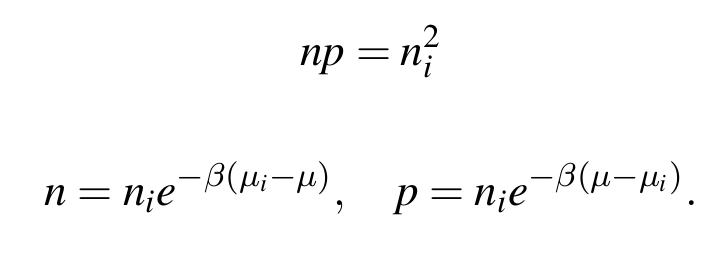 np = n_i^2
n = n_i e^{-β(μ_i-μ)}, p = n_i e^{-β(μ-μ_i)}.